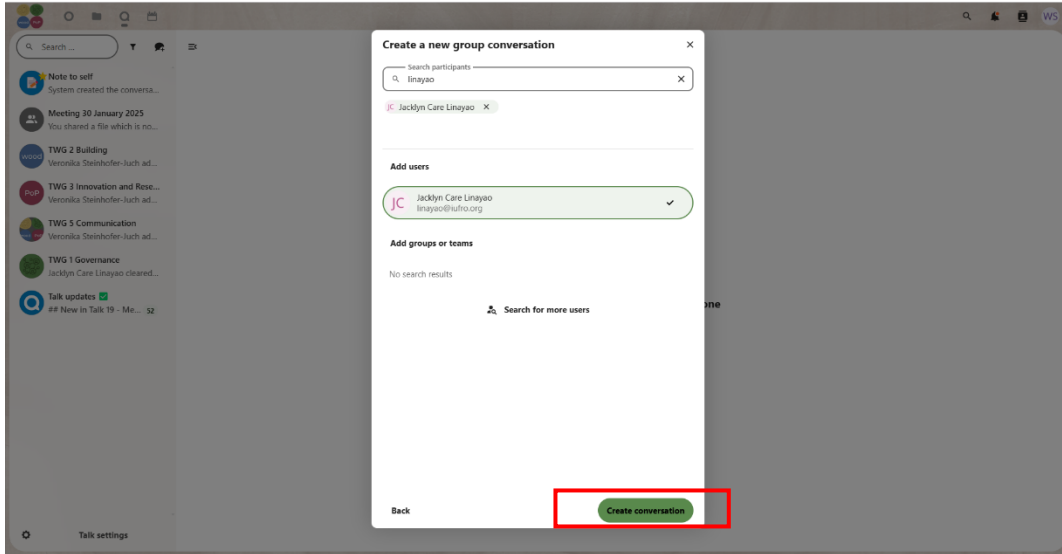 WS
Search ...
Note to self
System created the conversa...
Meeting 30 January 2025
You shared a file which is no...
wood
TWG 2 Building
Veronika Steinhofer-Juch ad...
PoP
TWG 3 Innovation and Rese...
Veronika Steinhofer-Juch ad...
TWG 5 Communication
Veronika Steinhofer-Juch ad...
TWG 1 Governance
Jacklyn Care Linayao cleared...
Talk updates ✅
## New in Talk 19 - Me... 52
Talk settings
Create a new group conversation
Search participants
linayao
JC Jacklyn Care Linayao
Add users
JC
Jacklyn Care Linayao
linayao@iufro.org
Add groups or teams
No search results
Search for more users
one
Back
Create conversation